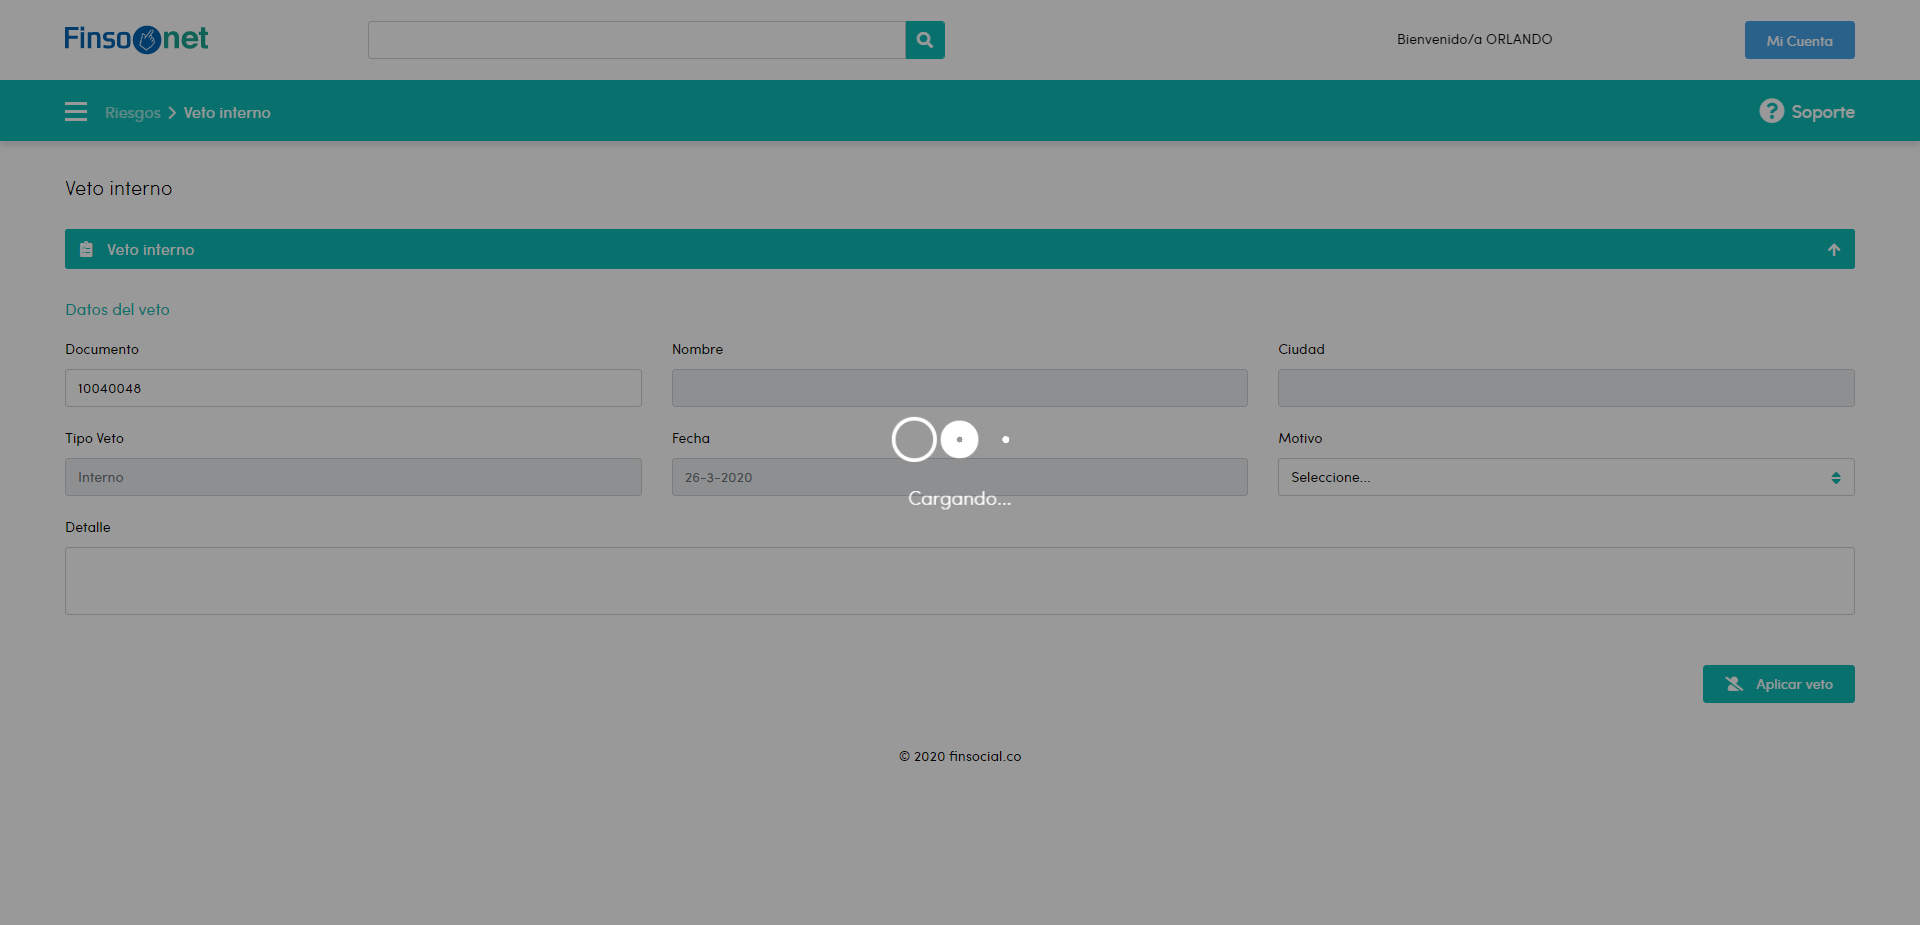 Finsonet
Bienvenido/a ORLANDO
Mi Cuenta
Riesgos > Veto interno
Soporte
Veto interno
Veto interno
Datos del veto
Documento
Nombre
Ciudad
10040048
Tipo Veto
Fecha
Motivo
Interno
26-3-2020
Seleccione...
Cargando...
Detalle
Aplicar veto
© 2020 finsocial.co